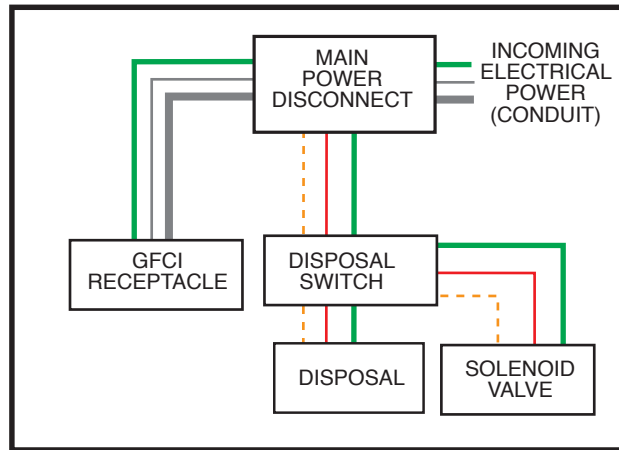 MAIN
POWER
DISCONNECT
INCOMING
ELECTRICAL
POWER
(CONDUIT)
GFCI
RECEPTACLE
DISPOSAL
SWITCH
DISPOSAL
SOLENOID
VALVE